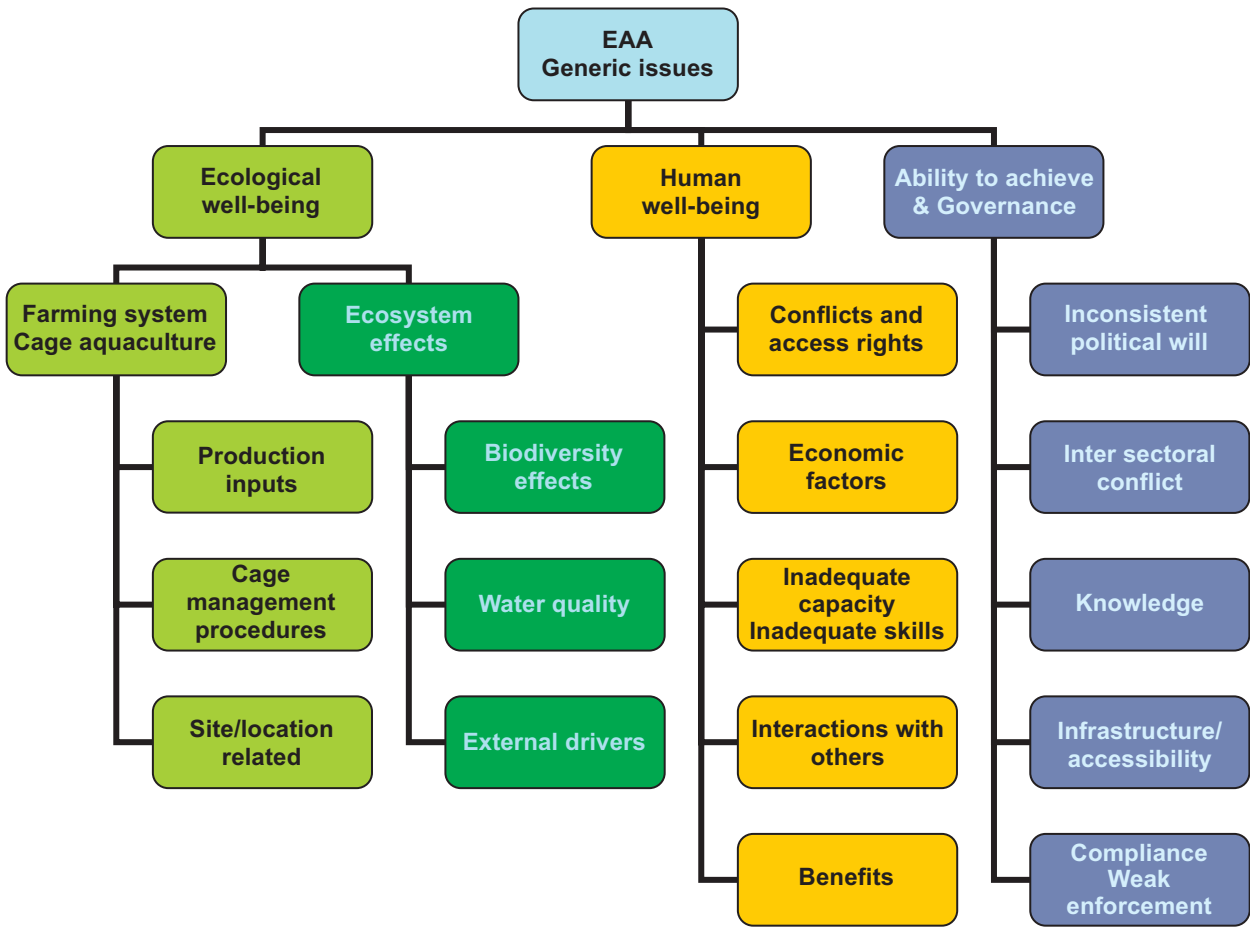 EAA
Generic issues
Ecological
well-being
Human
well-being
Ability to achieve
& Governance
Farming system
Cage aquaculture
Ecosystem
effects
Conflicts and
access rights
Inconsistent
political will
Production
inputs
Biodiversity
effects
Economic
factors
Inter sectoral
conflict
Cage
management
procedures
Water quality
Inadequate
capacity
Inadequate skills
Knowledge
Site/location
related
External drivers
Interactions with
others
Infrastructure/
accessibility
Benefits
Compliance
Weak
enforcement